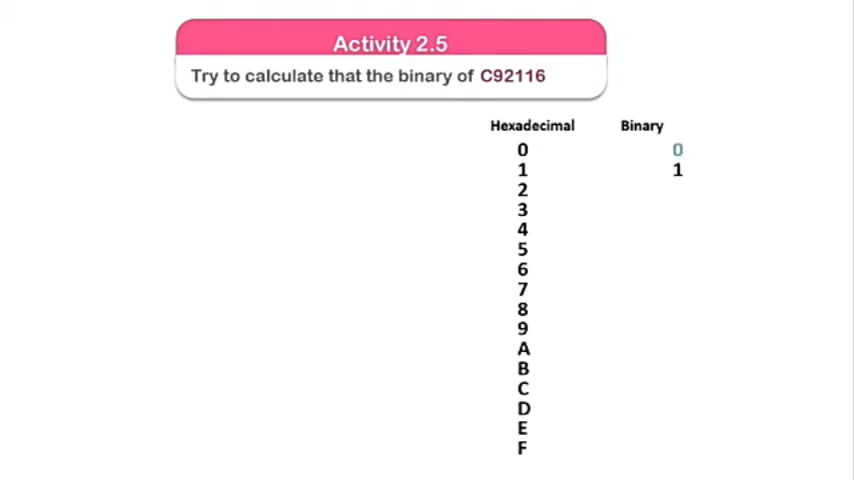 Activity 2.5
Try to calculate that the binary of C92116
Hexadecimal Binary
0 0
1 1
2
3
4
5
6
7
8
9
A
B
C
D
E
F